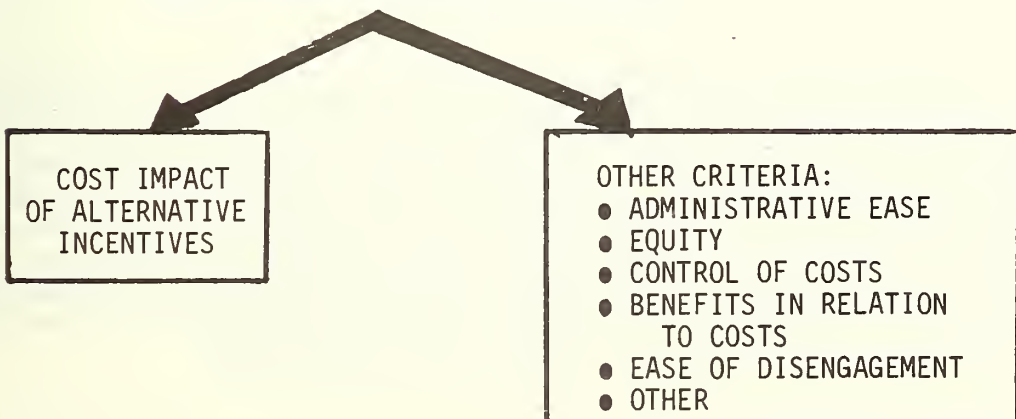 COST IMPACT
OF ALTERNATIVE
INCENTIVES
OTHER CRITERIA:
● ADMINISTRATIVE EASE
● EQUITY
● CONTROL OF COSTS
● BENEFITS IN RELATION
TO COSTS
● EASE OF DISENGAGEMENT
● OTHER